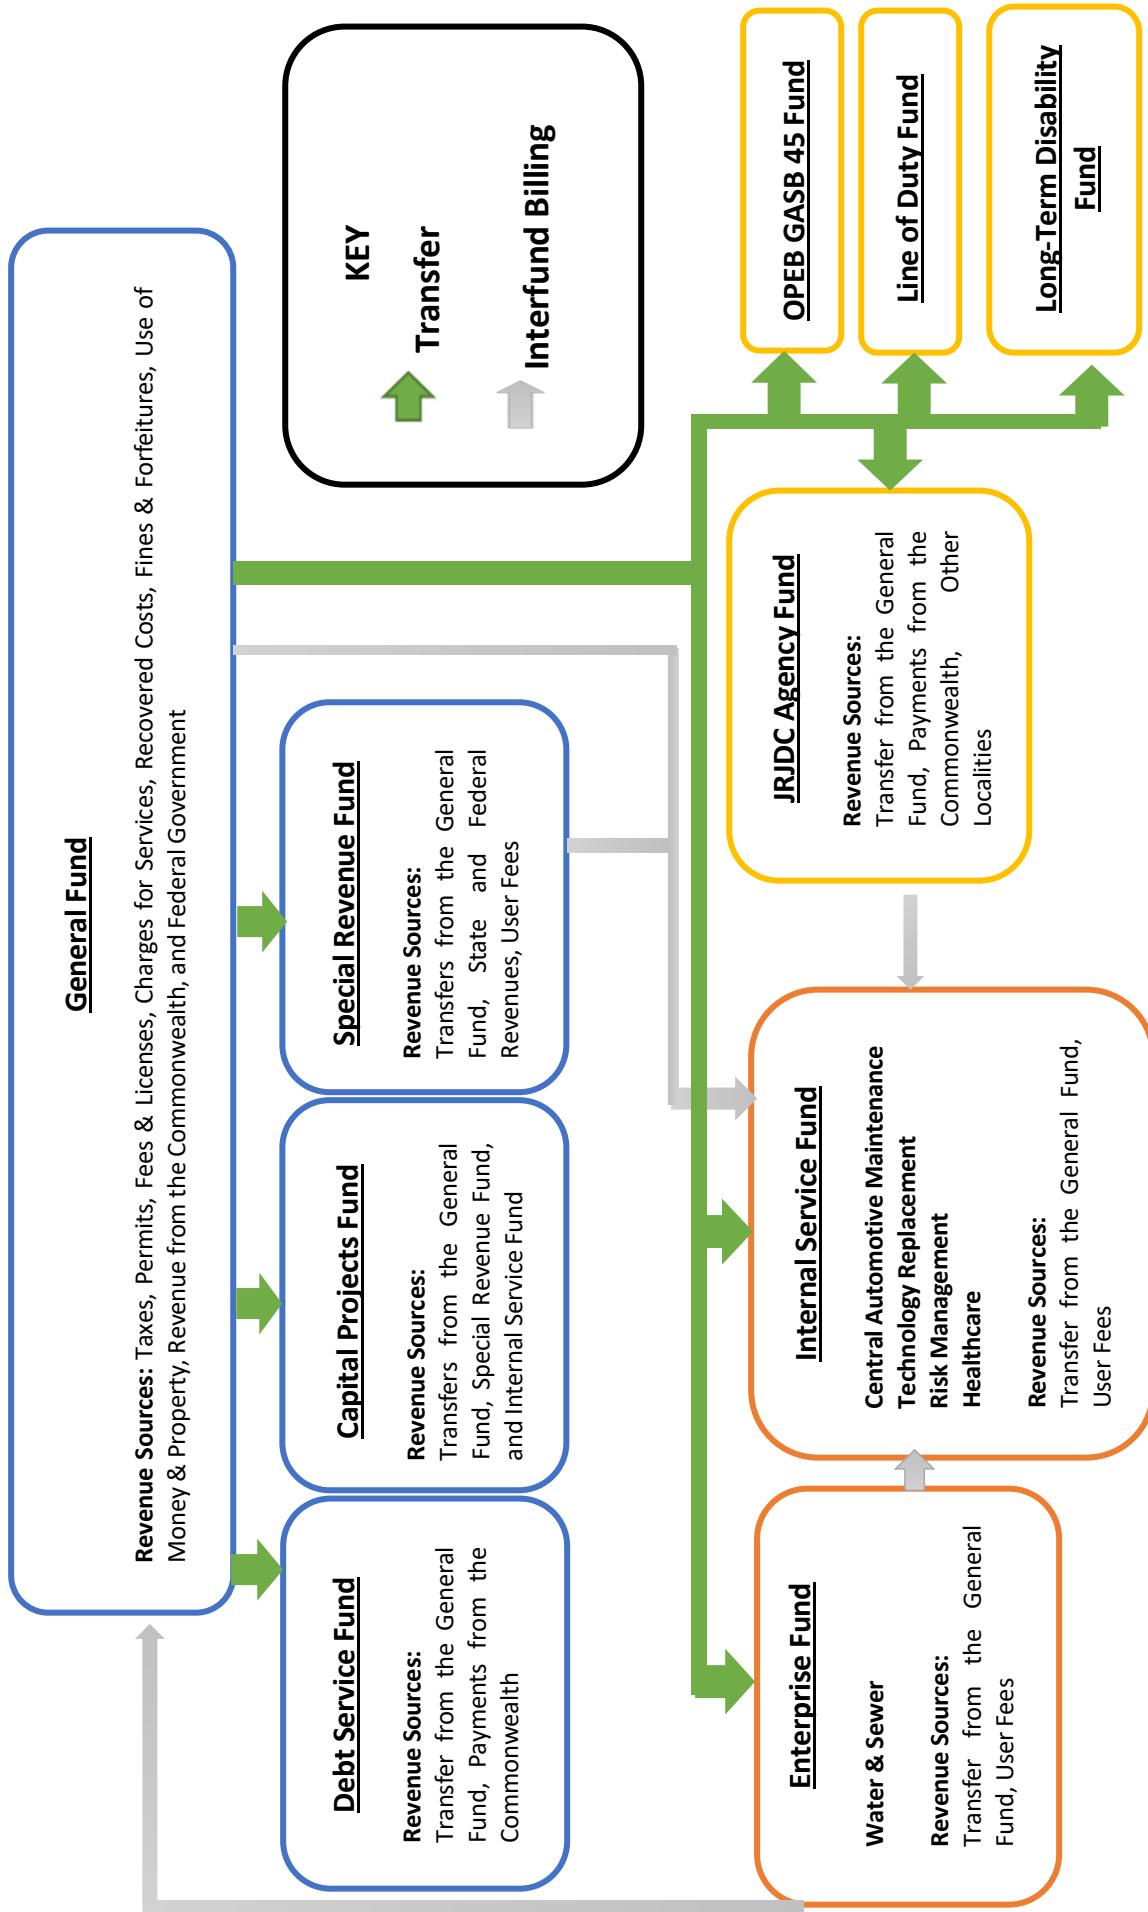 General Fund
Revenue Sources: Taxes, Permits, Fees & Licenses, Charges for Services, Recovered Costs, Fines & Forfeitures, Use of
Money & Property, Revenue from the Commonwealth, and Federal Government
Debt Service Fund
Revenue Sources:
Transfer from the General
Fund, Payments from the
Commonwealth
Capital Projects Fund
Revenue Sources:
Transfers from the General
Fund, Special Revenue Fund,
and Internal Service Fund
Special Revenue Fund
Revenue Sources:
Transfers from the General
Fund, State and Federal
Revenues, User Fees
KEY
Transfer
Interfund Billing
Enterprise Fund
Water & Sewer
Revenue Sources:
Transfer from the General
Fund, User Fees
Internal Service Fund
Central Automotive Maintenance
Technology Replacement
Risk Management
Healthcare
Revenue Sources:
Transfer from the General Fund,
User Fees
JRJDC Agency Fund
Revenue Sources:
Transfer from the General
Fund, Payments from the
Commonwealth, Other
Localities
OPEB GASB 45 Fund
Line of Duty Fund
Long-Term Disability
Fund